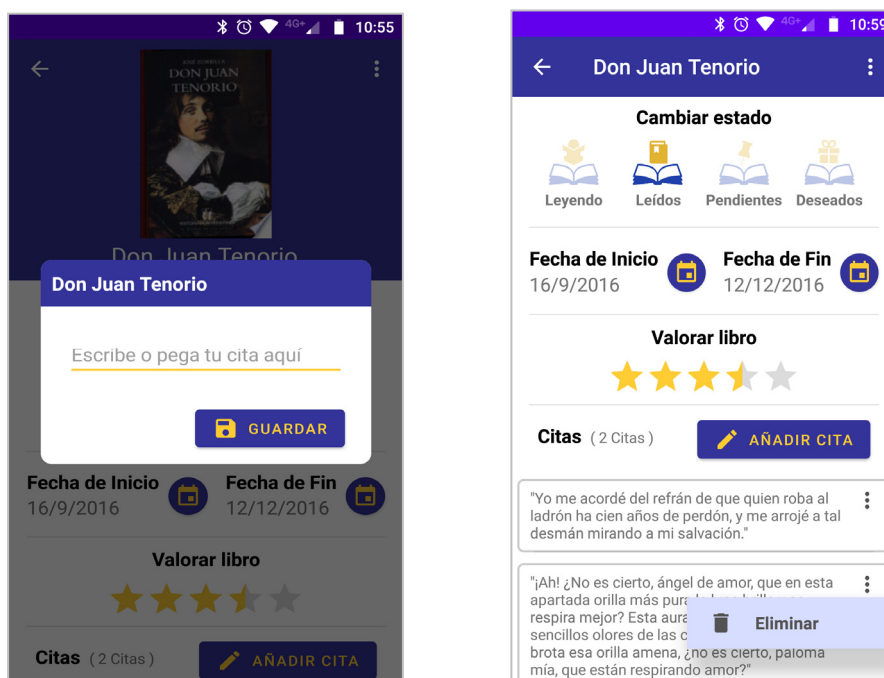 4G+ 10:55
JOSÉ ZORRILLA
DON JUAN
TENORIO
Don Juan Tenorio
Don Juan Tenorio
Escribe o pega tu cita aquí
GUARDAR
Fecha de Inicio
16/9/2016
Fecha de Fin
12/12/2016
Valorar libro
Citas ( 2 Citas )
AÑADIR CITA
4G+ 10:59
Don Juan Tenorio
Cambiar estado
Leyendo Leídos Pendientes Deseados
Fecha de Inicio
16/9/2016
Fecha de Fin
12/12/2016
Valorar libro
Citas ( 2 Citas )
AÑADIR CITA
"Yo me acordé del refrán de que quien roba al
ladrón ha cien años de perdón, y me arrojé a tal
desmán mirando a mi salvación."
"¡Ah! ¿No es cierto, ángel de amor, que en esta
apartada orilla más
respira mejor? Esta aura
sencillos olores de las
brota esa orilla amena, ¿no es cierto, paloma
mía, que están respirando amor?"
Eliminar